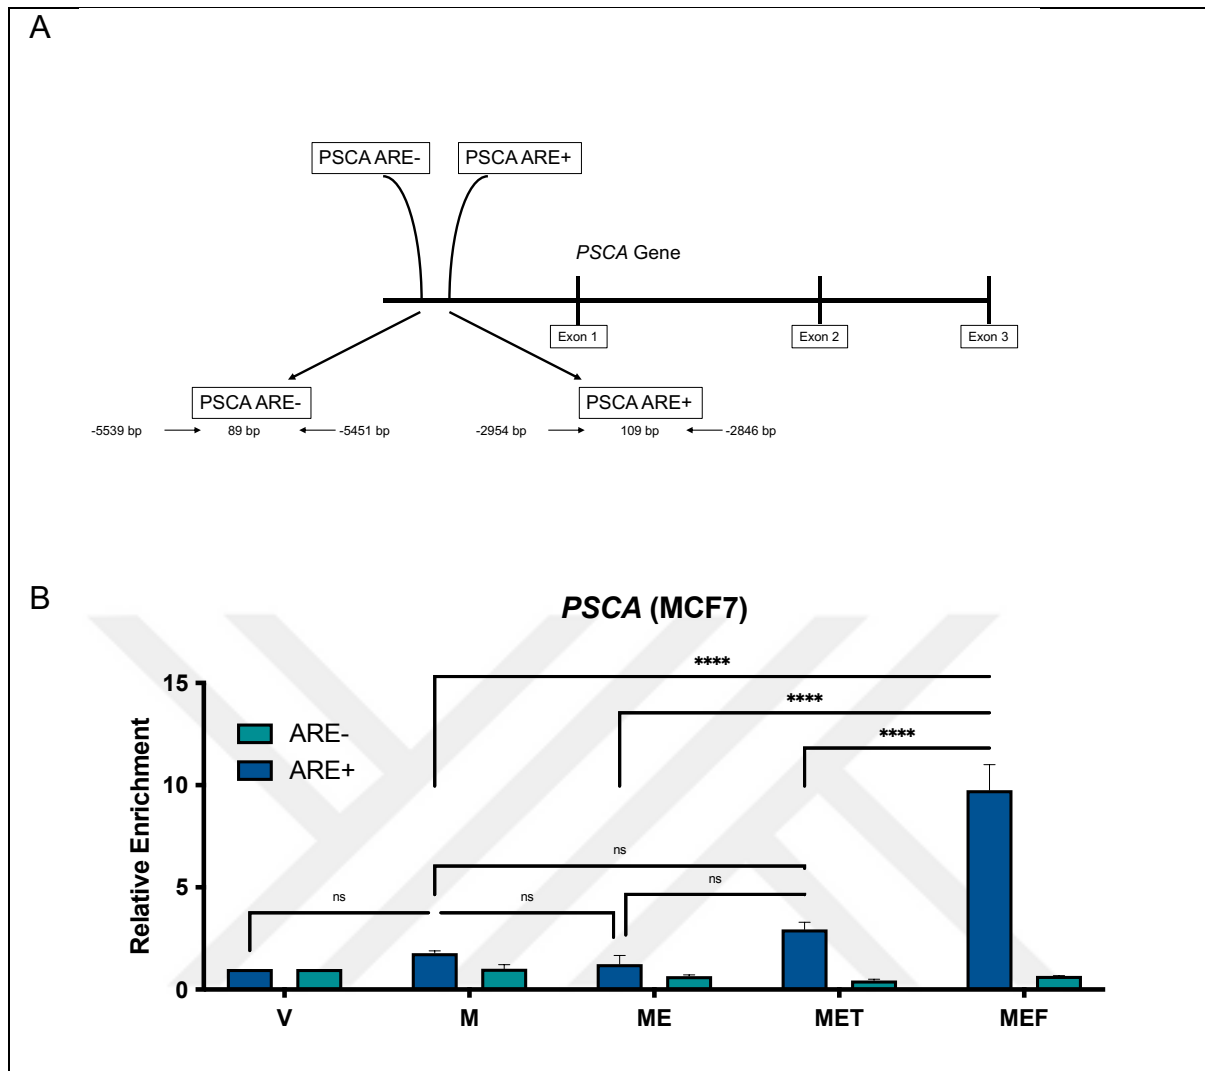 A
PSCA ARE-
PSCA ARE+
PSCA Gene
Exon 1
Exon 2
Exon 3
PSCA ARE-
PSCA ARE+
-5539 bp
89 bp
-5451 bp
-2954 bp
109 bp
-2846 bp
B
PSCA (MCF7)
****
****
****
15
10
5
0
Relative Enrichment
ARE-
ARE+
ns
ns
ns
ns
V
M
ME
MET
MEF